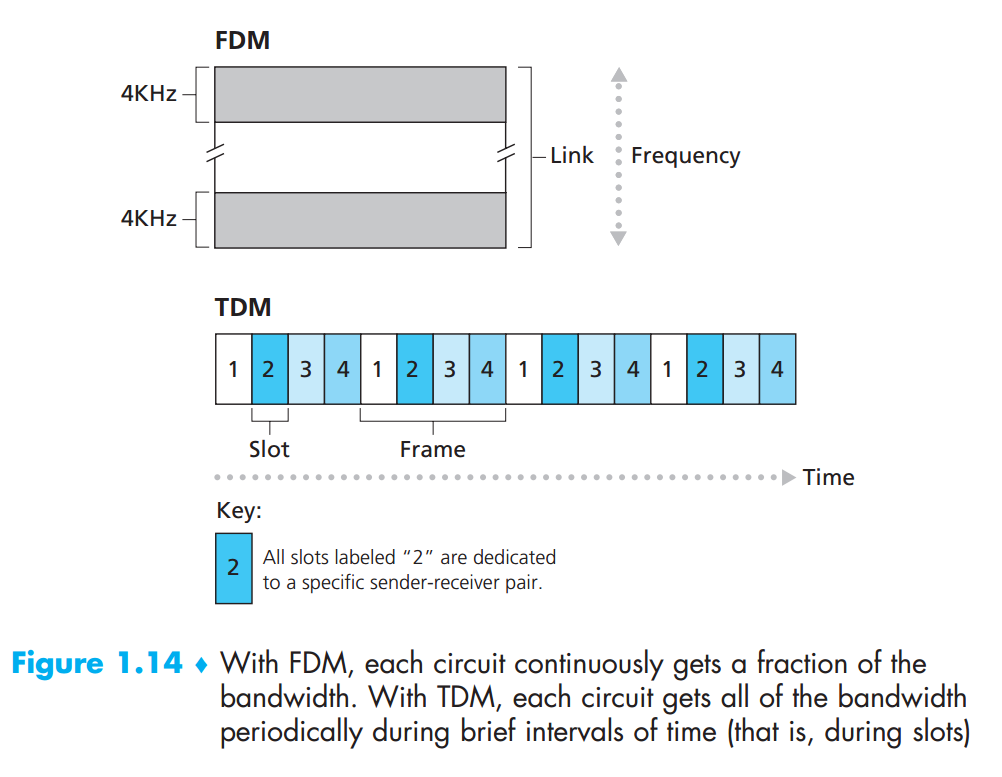 FDM
4KHz
Link
Frequency
4KHz
TDM
1 2 3 4 1 2 3 4 1 2 3 4 1 2 3 4
Slot
Frame
Time
Key:
2
All slots labeled “2” are dedicated
to a specific sender-receiver pair.
Figure 1.14 ♦ With FDM, each circuit continuously gets a fraction of the
bandwidth. With TDM, each circuit gets all of the bandwidth
periodically during brief intervals of time (that is, during slots)